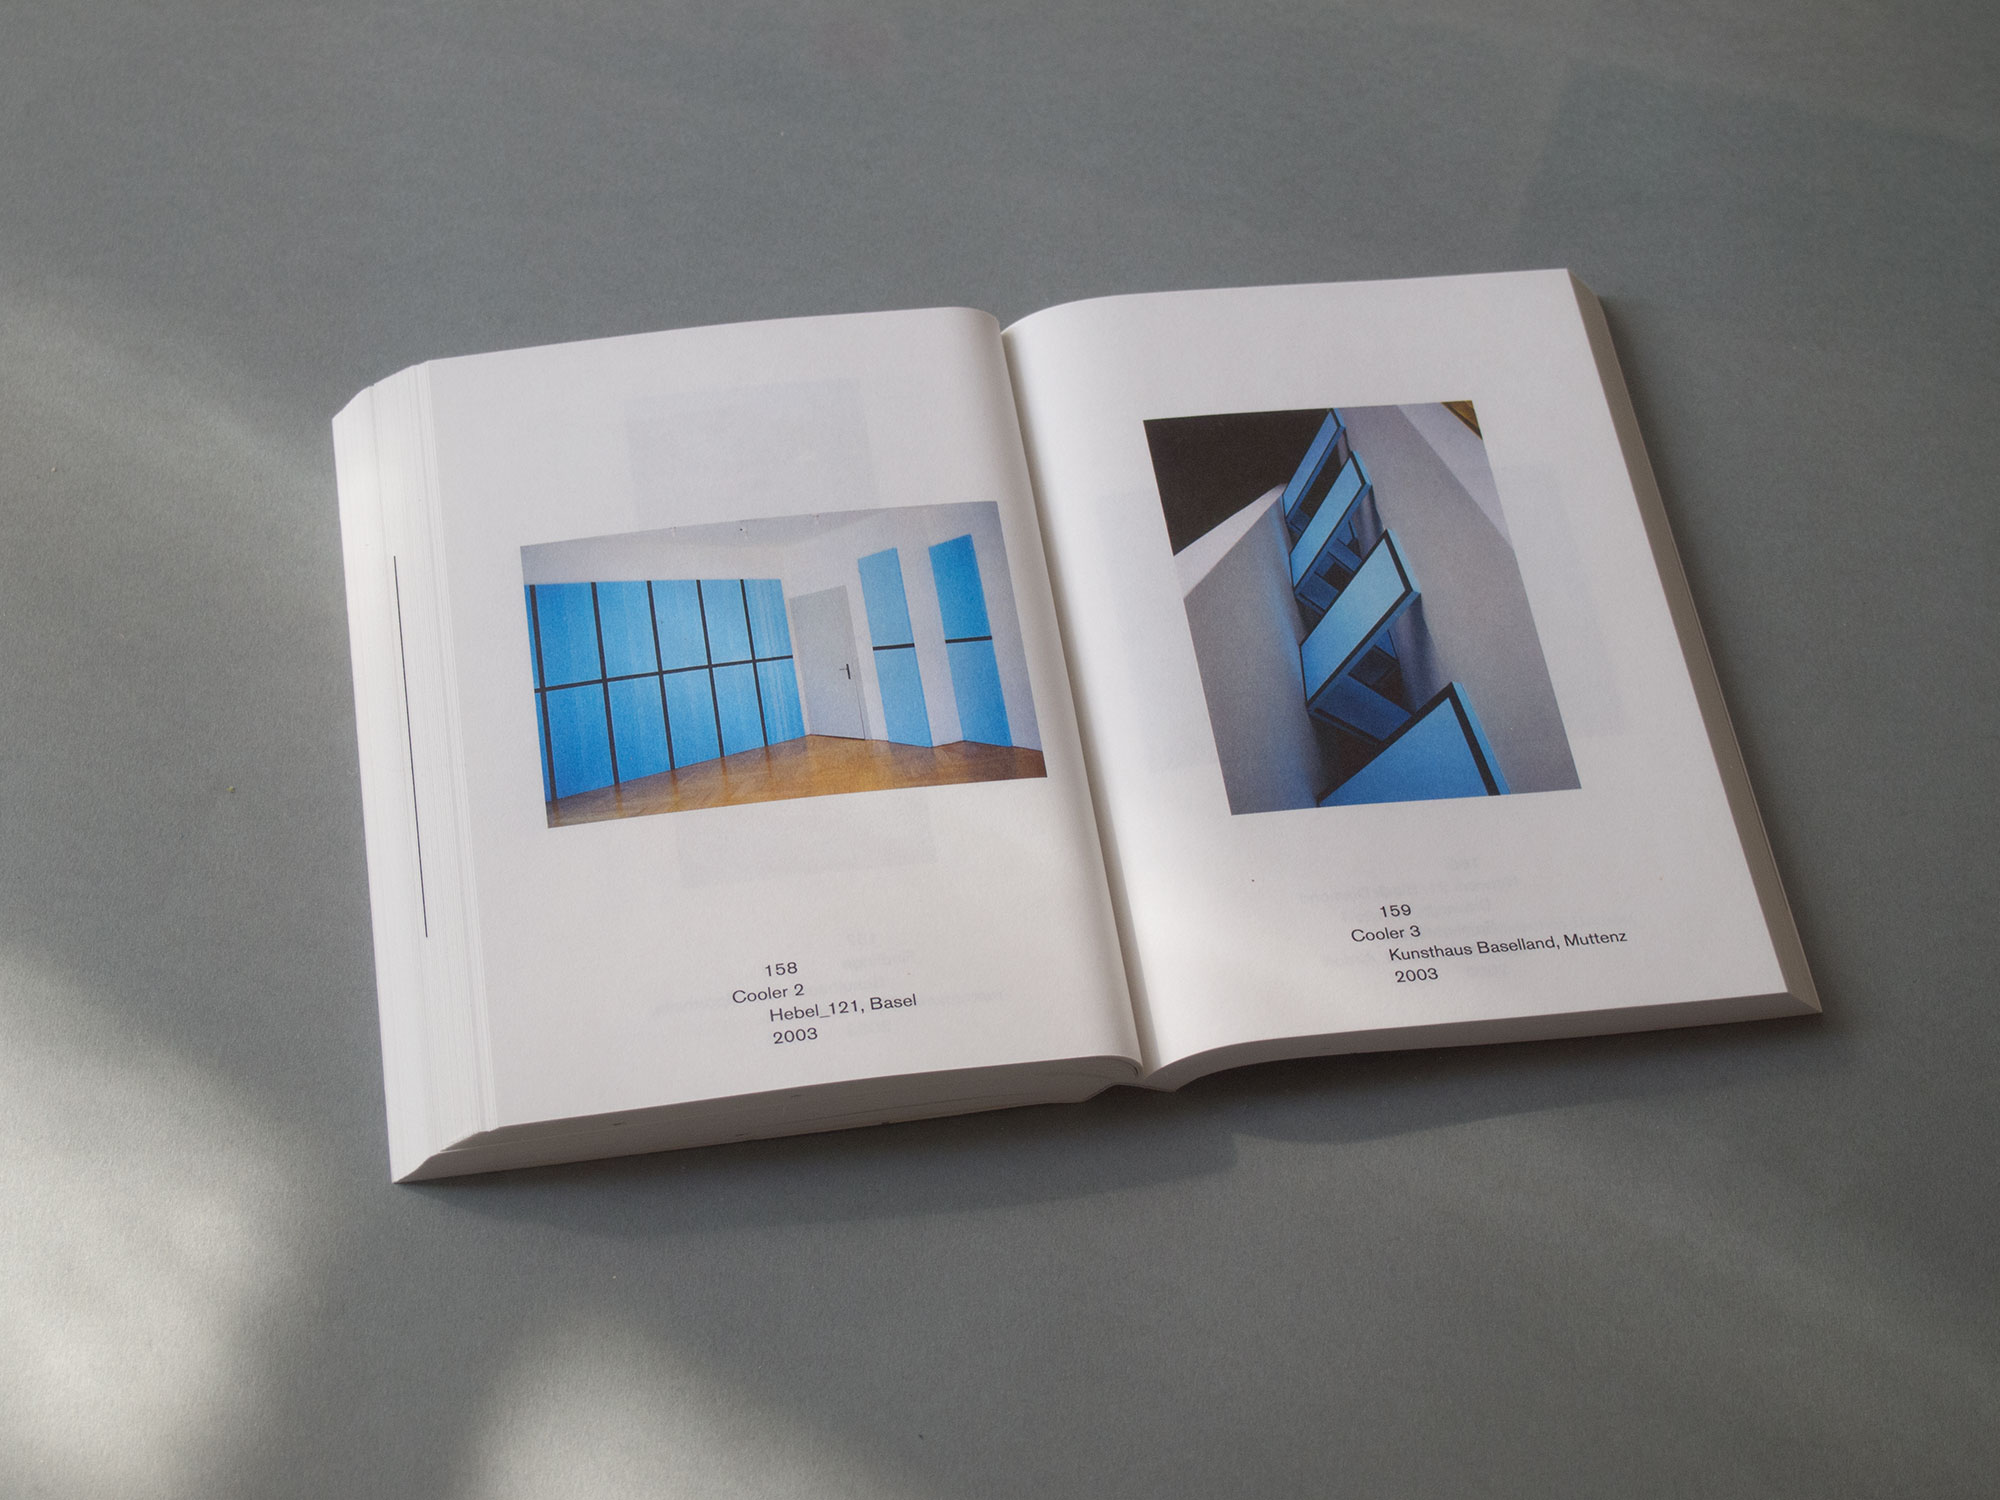 158
Cooler 2
Hebel_121, Basel
2003
159
Cooler 3
Kunsthaus Baselland, Muttenz
2003